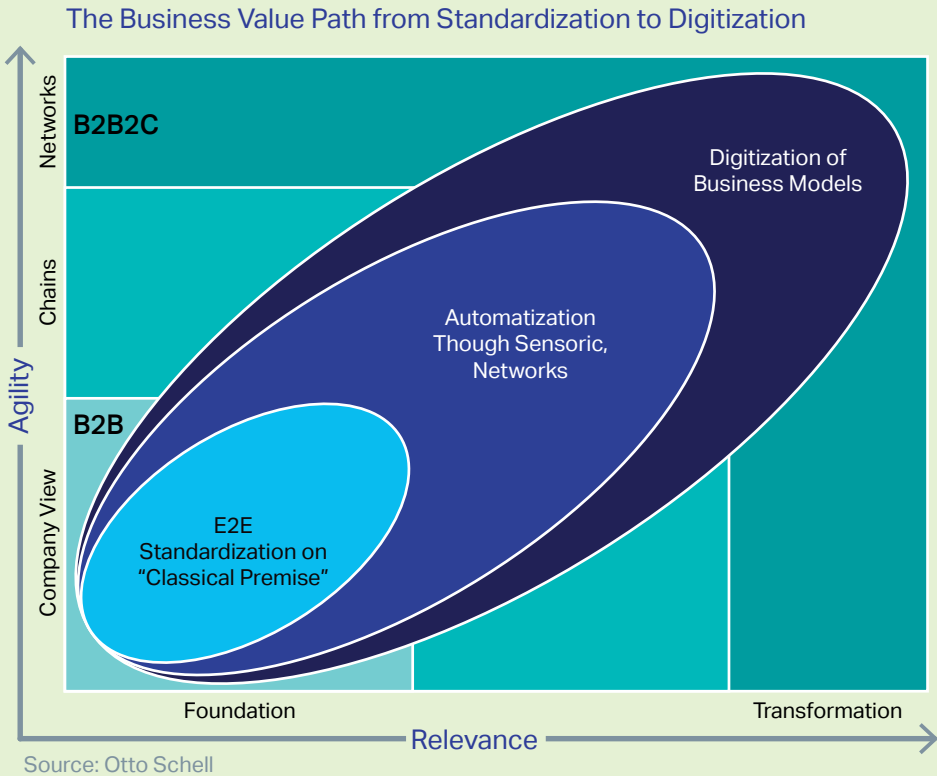 The Business Value Path from Standardization to Digitization
Networks
B2B2C
Digitization of
Business Models
Chains
Automatization
Though Sensoric,
Networks
Agility
B2B
Company View
E2E
Standardization on
“Classical Premise”
Foundation
Transformation
Relevance
Source: Otto Schell